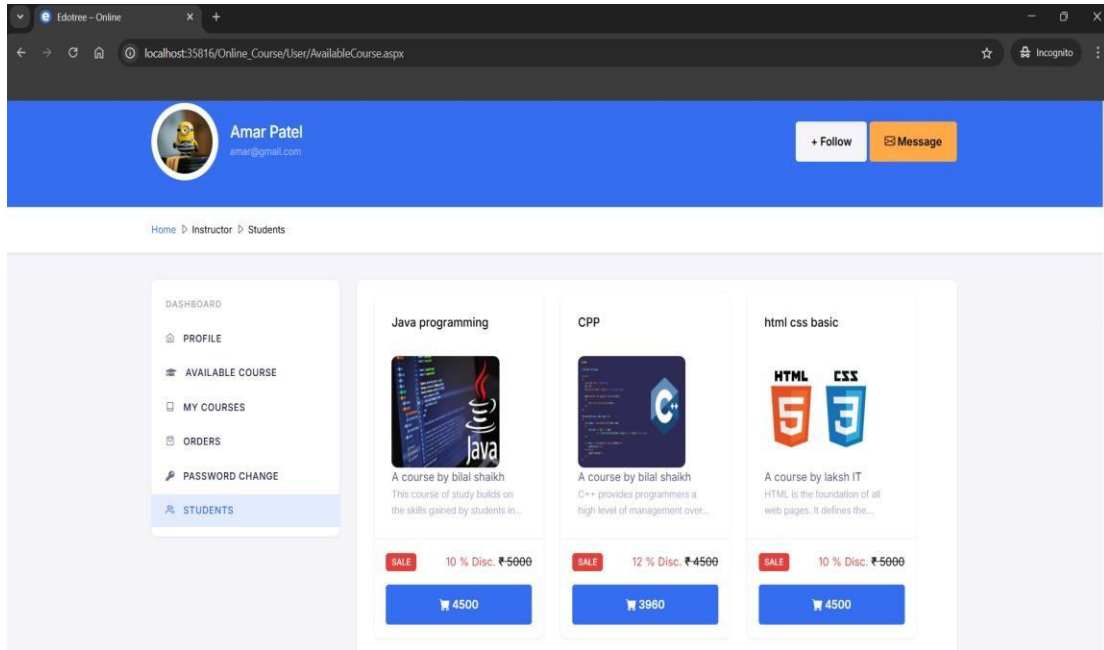 Edotree – Online
localhost:35816/Online_Course/User/AvailableCourse.aspx
Incognito
Amar Patel
amar@gmail.com
+ Follow
Message
Home ▷ Instructor ▷ Students
DASHBOARD
PROFILE
AVAILABLE COURSE
MY COURSES
ORDERS
PASSWORD CHANGE
STUDENTS
Java programming
Java
A course by bilal shaikh
This course of study builds on
the skills gained by students in...
SALE 10 % Disc. ₹ 5000
4500
CPP
C++
A course by bilal shaikh
C++ provides programmers a
high level of management over...
SALE 12 % Disc. ₹ 4500
3960
html css basic
HTML CSS
5 3
A course by laksh IT
HTML is the foundation of all
web pages. It defines the...
SALE 10 % Disc. ₹ 5000
4500